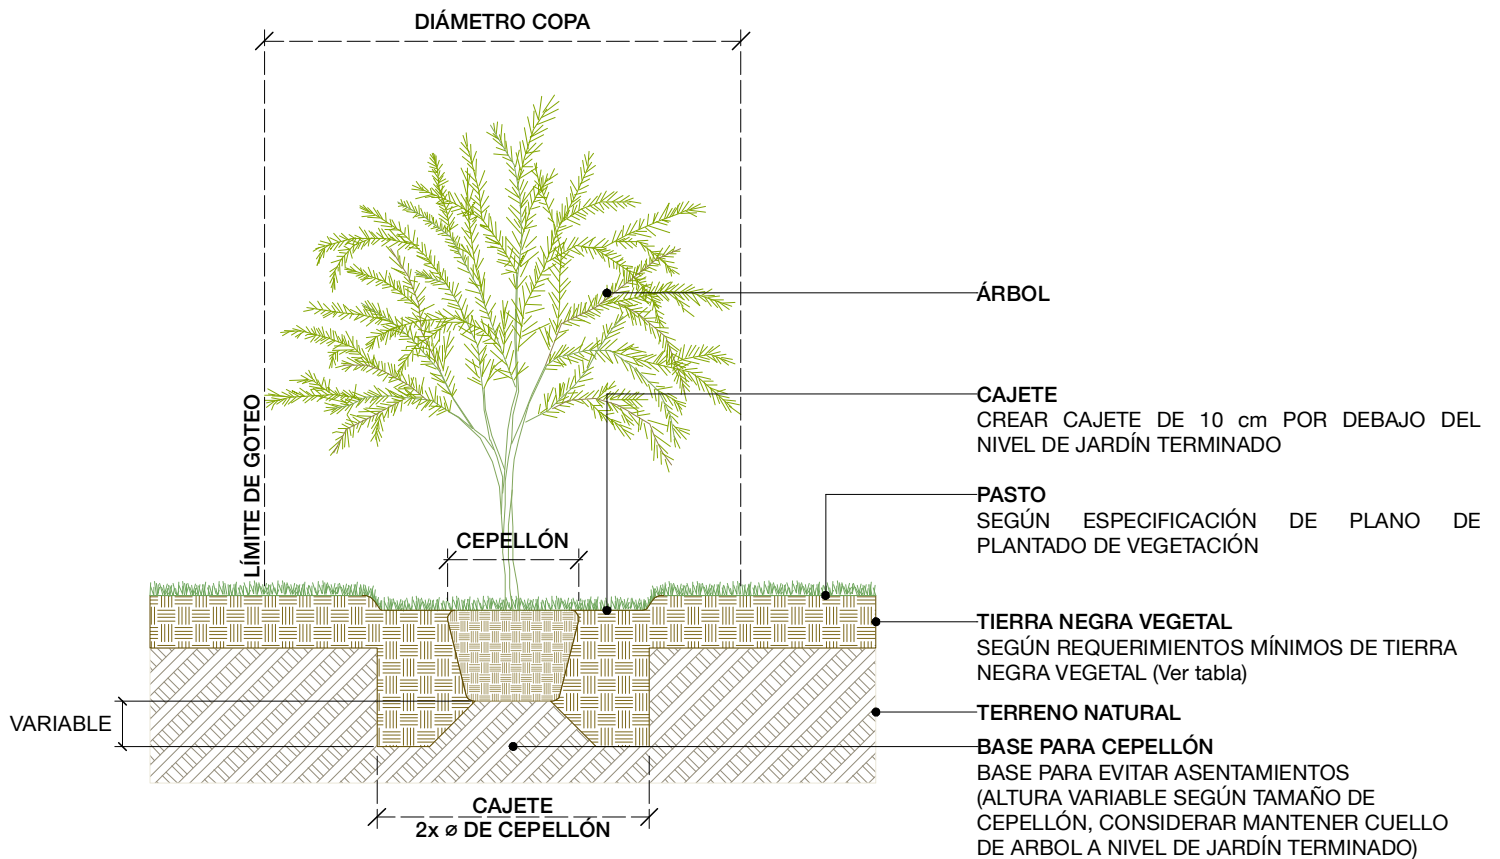 DIÁMETRO COPA
ÁRBOL
CAJETE
CREAR CAJETE DE 10 cm POR DEBAJO DEL
NIVEL DE JARDÍN TERMINADO
LÍMITE DE GOTEO
PASTO
SEGÚN ESPECIFICACIÓN DE PLANO DE
PLANTADO DE VEGETACIÓN
CEPELLÓN
TIERRA NEGRA VEGETAL
SEGÚN REQUERIMIENTOS MÍNIMOS DE TIERRA
NEGRA VEGETAL (Ver tabla)
TERRENO NATURAL
VARIABLE
BASE PARA CEPELLÓN
BASE PARA EVITAR ASENTAMIENTOS
(ALTURA VARIABLE SEGÚN TAMAÑO DE
CEPELLÓN, CONSIDERAR MANTENER CUELLO
DE ARBOL A NIVEL DE JARDÍN TERMINADO)
CAJETE
2x ⌀ DE CEPELLÓN